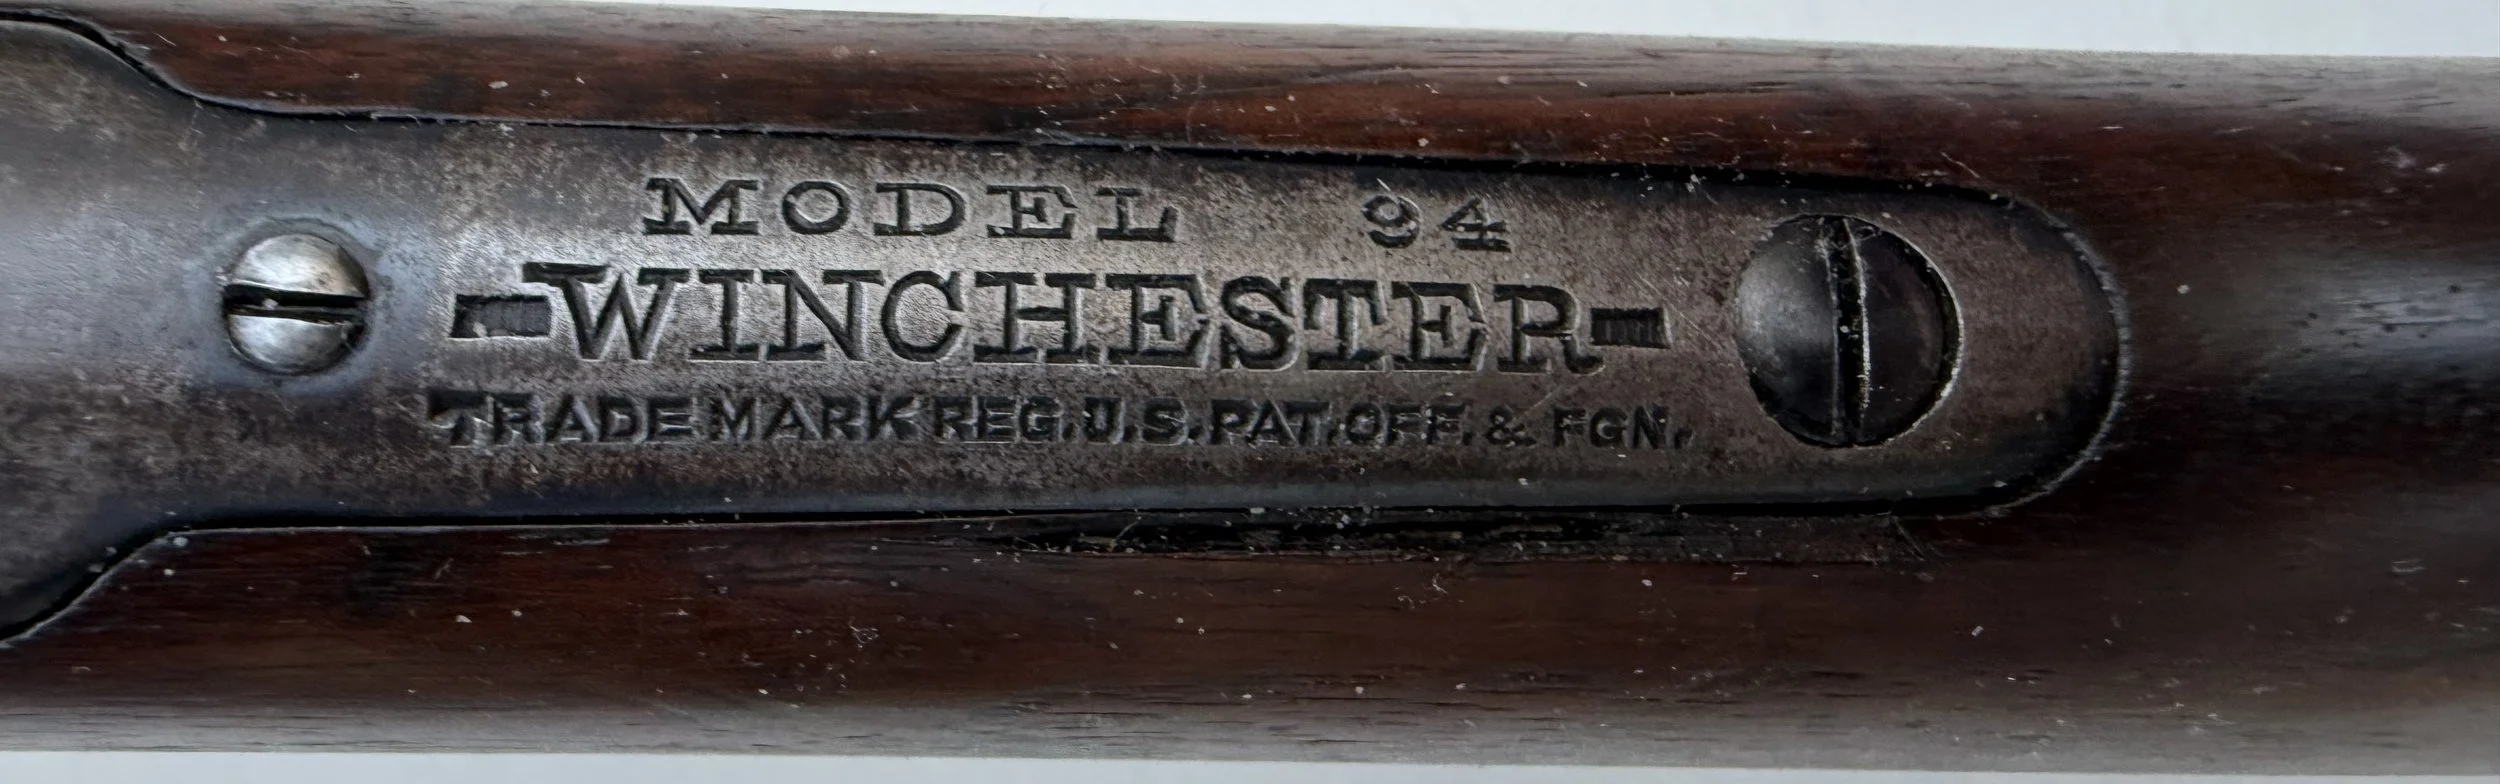 MODEL 94
-WINCHESTER-
TRADE MARK REG. U.S. PAT. OFF. & FGN.